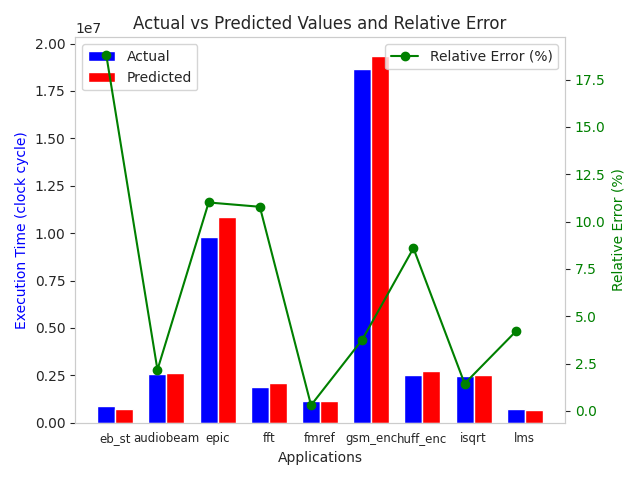 Actual vs Predicted Values and Relative Error
1e7
Actual
Predicted
Relative Error (%)
2.00
1.75
1.50
1.25
1.00
0.75
0.50
0.25
0.00
Execution Time (clock cycle)
17.5
15.0
12.5
10.0
7.5
5.0
2.5
0.0
Relative Error (%)
eb_st audiobeam epic fft fmref gsm_enc huff_enc isqrt lms
Applications